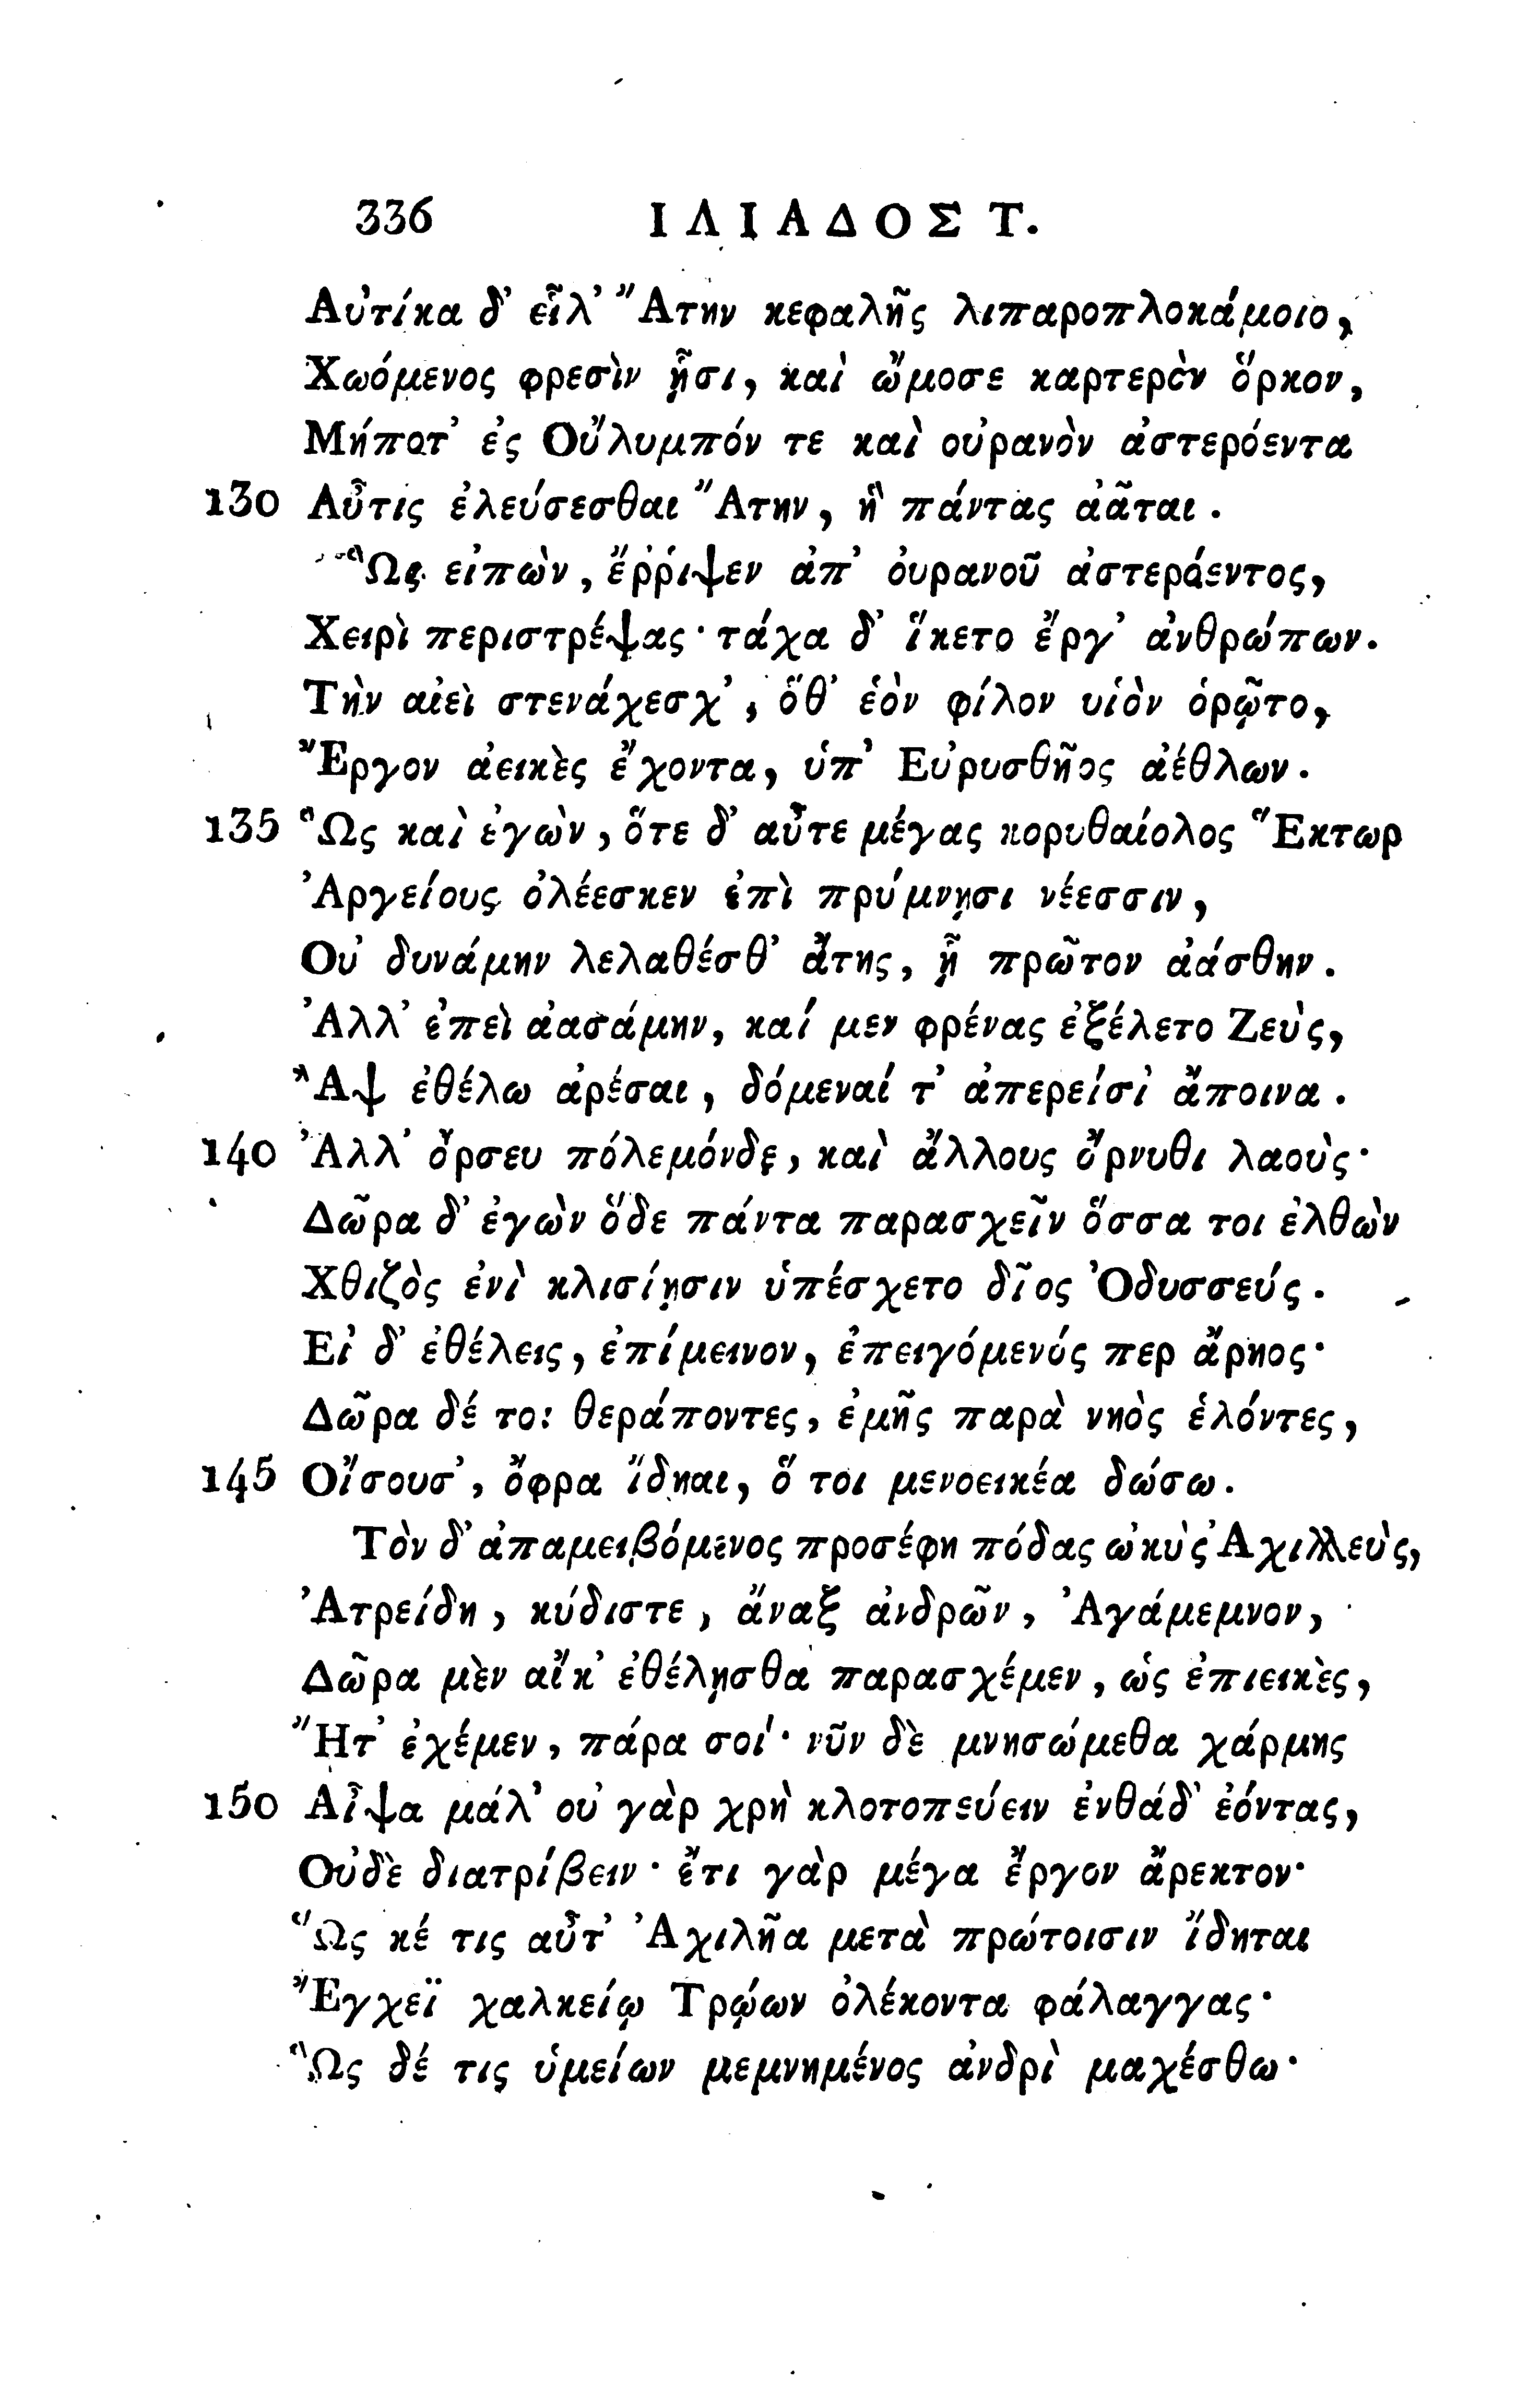 336 ΙΛΙΑΔΟΣ Τ.
Αὐτίκα δ' εἷλ' Ἄτην κεφαλῆς λιπαροπλοκάμοιο,
Χωόμενος φρεσὶν ᾗσι, καὶ ὤμοσε καρτερὸν ὅρκον,
Μήποτ' ἐς Οὔλυμπόν τε καὶ οὐρανὸν ἀστερόεντα
130 Αὖτις ἐλεύσεσθαι Ἄτην, ἣ πάντας ἀᾶται.
Ὣς εἰπὼν, ἔῤῥιψεν ἀπ' ὀυρανοῦ ἀστερόεντος,
Χειρὶ περιστρέψας· τάχα δ' ἵκετο ἔργ' ἀνθρώπων.
Τὴν αἰεὶ στενάχεσχ', ὅθ' ἑὸν φίλον υἱὸν ὁρῷτο,
Ἔργον ἀεικὲς ἔχοντα, ὑπ' Εὐρυσθῆος ἀέθλων.
135 Ὣς καὶ ἐγὼν, ὅτε δ' αὖτε μέγας κορυθαίολος Ἕκτωρ
Ἀργείους ὀλέεσκεν ἐπὶ πρύμνῃσι νέεσσιν,
Οὐ δυνάμην λελαθέσθ' ἄτης, ᾗ πρῶτον ἀάσθην.
Ἀλλ' ἐπεὶ ἀασάμην, καί μευ φρένας ἐξέλετο Ζεὺς,
Ἂψ ἐθέλω ἀρέσαι, δόμεναί τ' ἀπερείσι' ἄποινα.
140 Ἀλλ' ὄρσευ πόλεμόνδε, καὶ ἄλλους ὄρνυθι λαοὺς·
Δῶρα δ' ἐγὼν ὅδε πάντα παρασχεῖν ὅσσα τοι ἐλθὼν
Χθιζὸς ἐνὶ κλισίῃσιν ὑπέσχετο δῖος Ὀδυσσεύς.
Εἰ δ' ἐθέλεις, ἐπίμεινον, ἐπειγόμενός περ ἄρηος·
Δῶρα δέ τοι θεράποντες, ἐμῆς παρὰ νηὸς ἑλόντες,
145 Οἴσουσ', ὄφρα ἴδηαι, ὅ τοι μενοεικέα δώσω.
Τὸν δ' ἀπαμειβόμενος προσέφη πόδας ὠκὺς Ἀχιλλεὺς,
Ἀτρείδη, κύδιστε, ἄναξ ἀνδρῶν, Ἀγάμεμνον,
Δῶρα μὲν αἴκ' ἐθέλῃσθα παρασχέμεν, ὡς ἐπιεικὲς,
Ἤτ' ἐχέμεν, πάρα σοί· νῦν δὲ μνησώμεθα χάρμης
150 Αἶψα μάλ' οὐ γὰρ χρὴ κλοτοπεύειν ἐνθάδ' ἐόντας,
Οὐδὲ διατρίβειν· ἔτι γὰρ μέγα ἔργον ἄρεκτον·
Ὥς κέ τις αὖτ' Ἀχιλῆα μετὰ πρώτοισιν ἴδηται
Ἔγχεϊ χαλκείῳ Τρώων ὀλέκοντα φάλαγγας·
Ὣς δέ τις ὑμείων μεμνημένος ἀνδρὶ μαχέσθω·